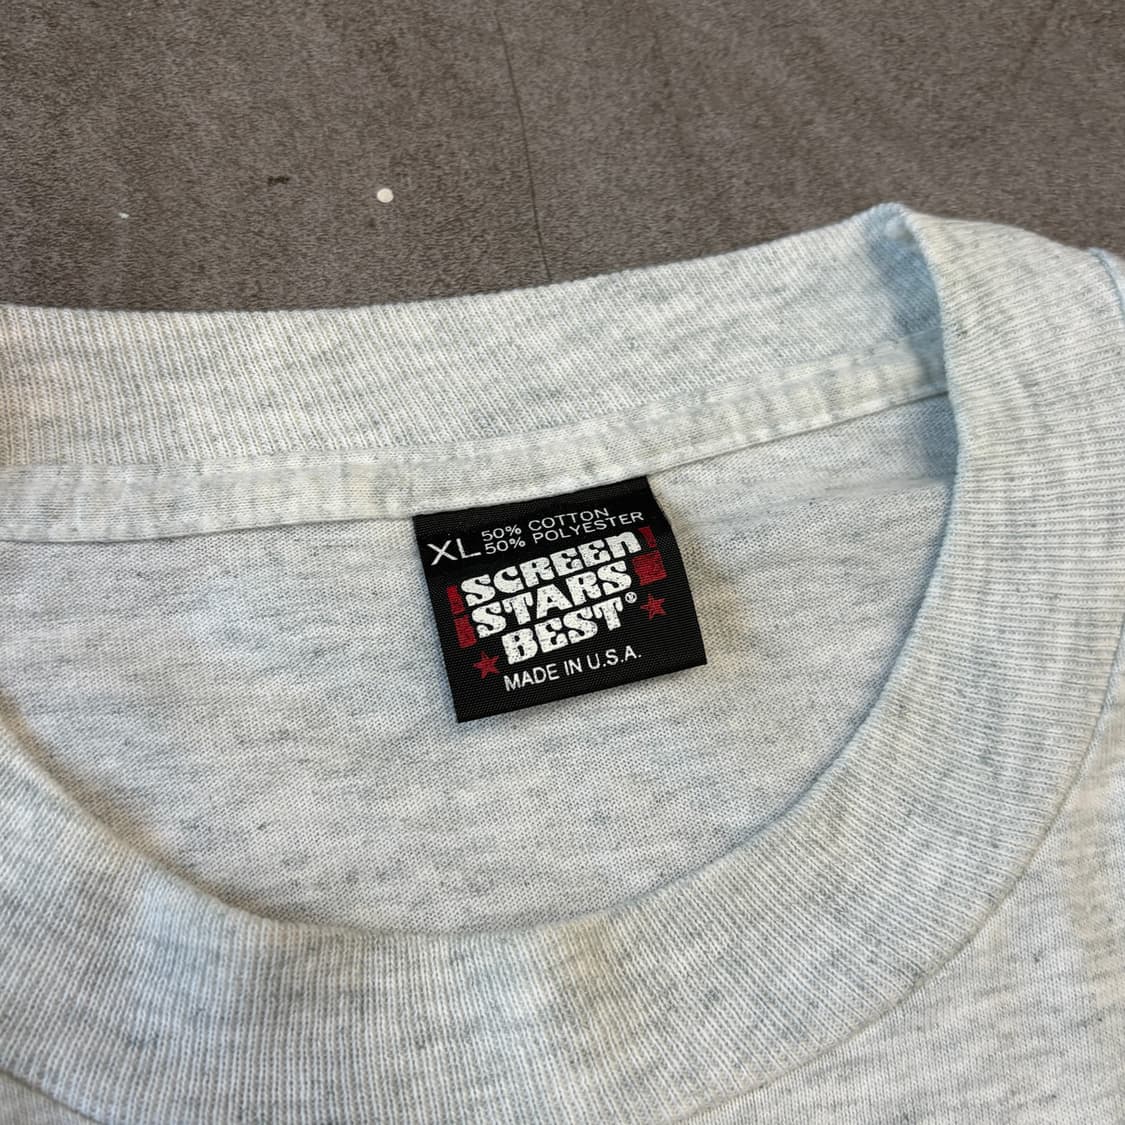 XL 50% COTTON
50% POLYESTER
SCREEN
STARS
BEST®
MADE IN U.S.A.